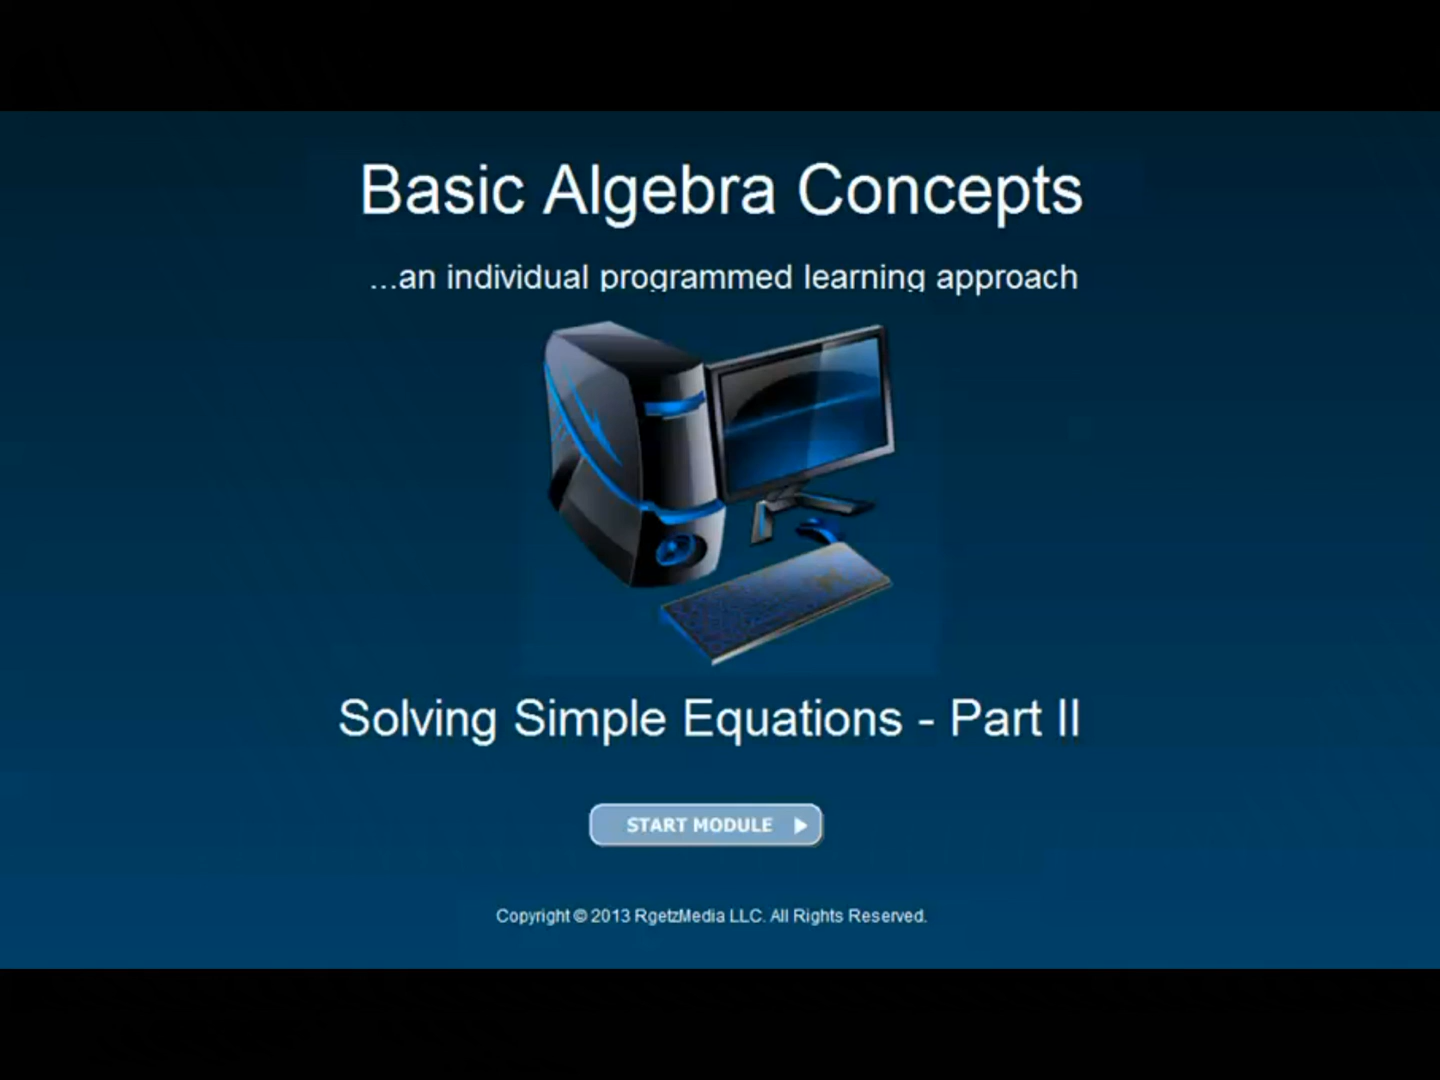 Basic Algebra Concepts
...an individual programmed learning approach
Solving Simple Equations - Part II
START MODULE
Copyright © 2013 RgetzMedia LLC. All Rights Reserved.